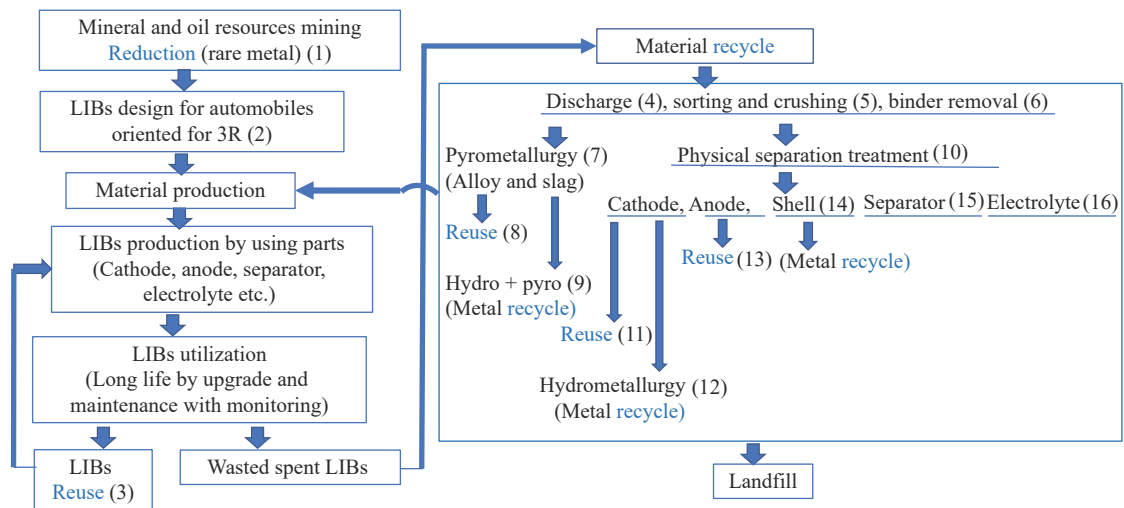 Mineral and oil resources mining
Reduction (rare metal) (1)
LIBs design for automobiles
oriented for 3R (2)
Material production
LIBs production by using parts
(Cathode, anode, separator,
electrolyte etc.)
LIBs utilization
(Long life by upgrade and
maintenance with monitoring)
LIBs
Reuse (3)
Wasted spent LIBs
Material recycle
Discharge (4), sorting and crushing (5), binder removal (6)
Pyrometallurgy (7)
(Alloy and slag)
Reuse (8)
Hydro + pyro (9)
(Metal recycle)
Physical separation treatment (10)
Cathode, Anode, Shell (14) Separator (15) Electrolyte (16)
Reuse (13)
(Metal recycle)
Reuse (11)
Hydrometallurgy (12)
(Metal recycle)
Landfill